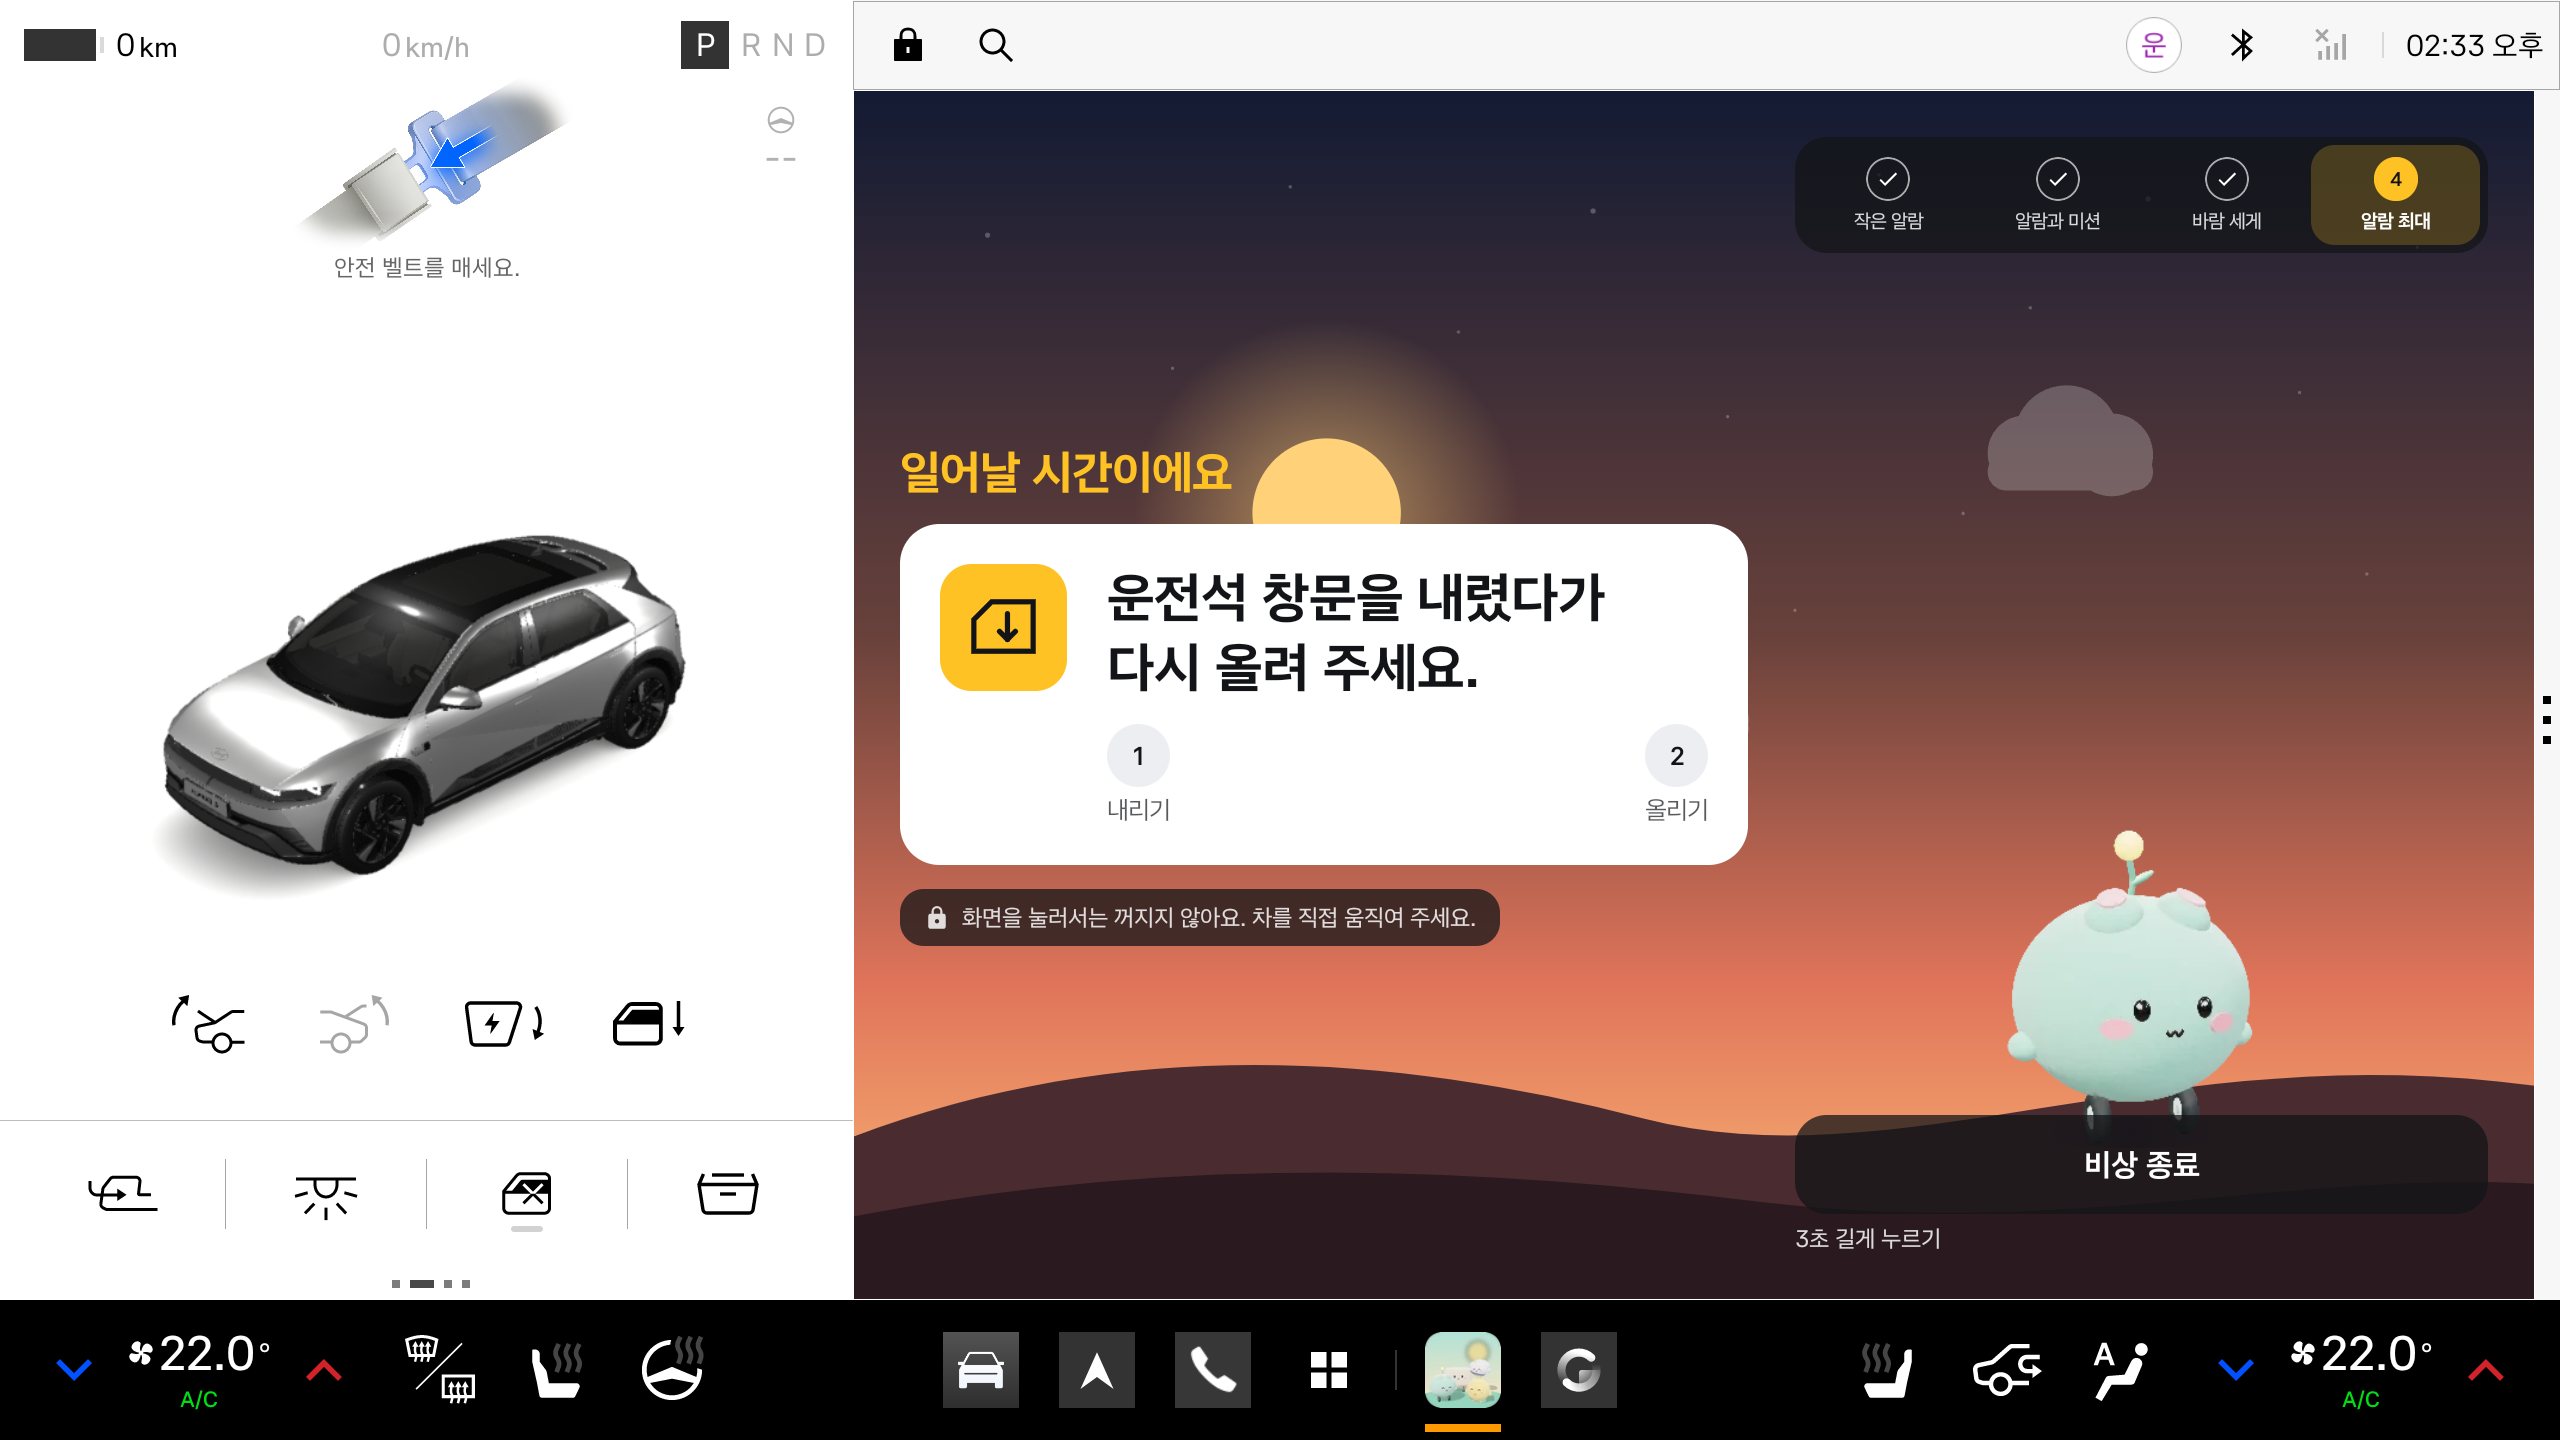 0 km
0 km/h
P R N D
운
02:33 오후
안전 벨트를 매세요.
작은 알람
알람과 미션
바람 세게
4
알람 최대
일어날 시간이에요
운전석 창문을 내렸다가
다시 올려 주세요.
1
내리기
2
올리기
화면을 눌러서는 꺼지지 않아요. 차를 직접 움직여 주세요.
비상 종료
3초 길게 누르기
22.0°
A/C
A
22.0°
A/C